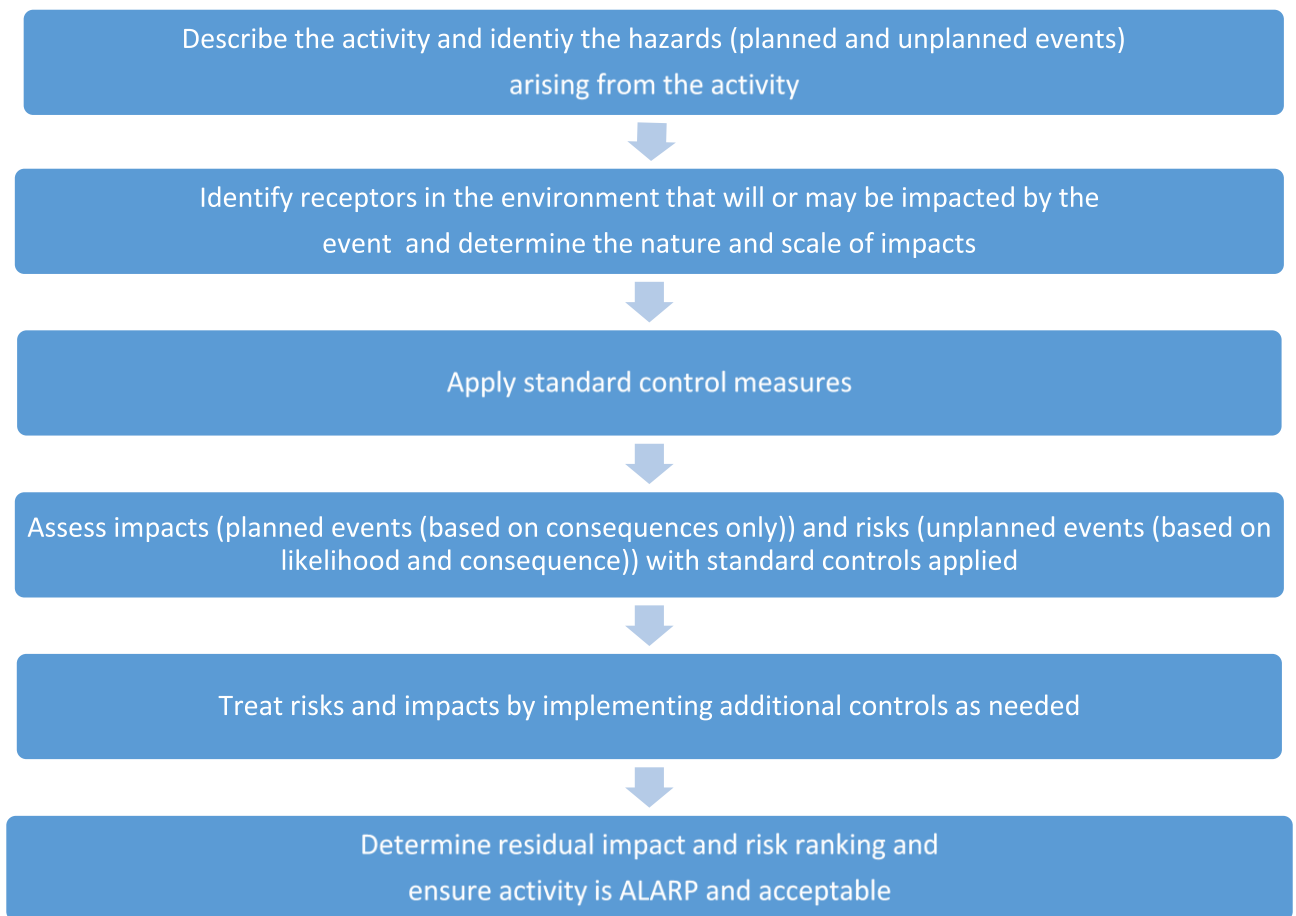 Describe the activity and identiy the hazards (planned and unplanned events)
arising from the activity
Identify receptors in the environment that will or may be impacted by the
event  and determine the nature and scale of impacts
Apply standard control measures
Assess impacts (planned events (based on consequences only)) and risks (unplanned events (based on
likelihood and consequence)) with standard controls applied
Treat risks and impacts by implementing additional controls as needed
Determine residual impact and risk ranking and
ensure activity is ALARP and acceptable